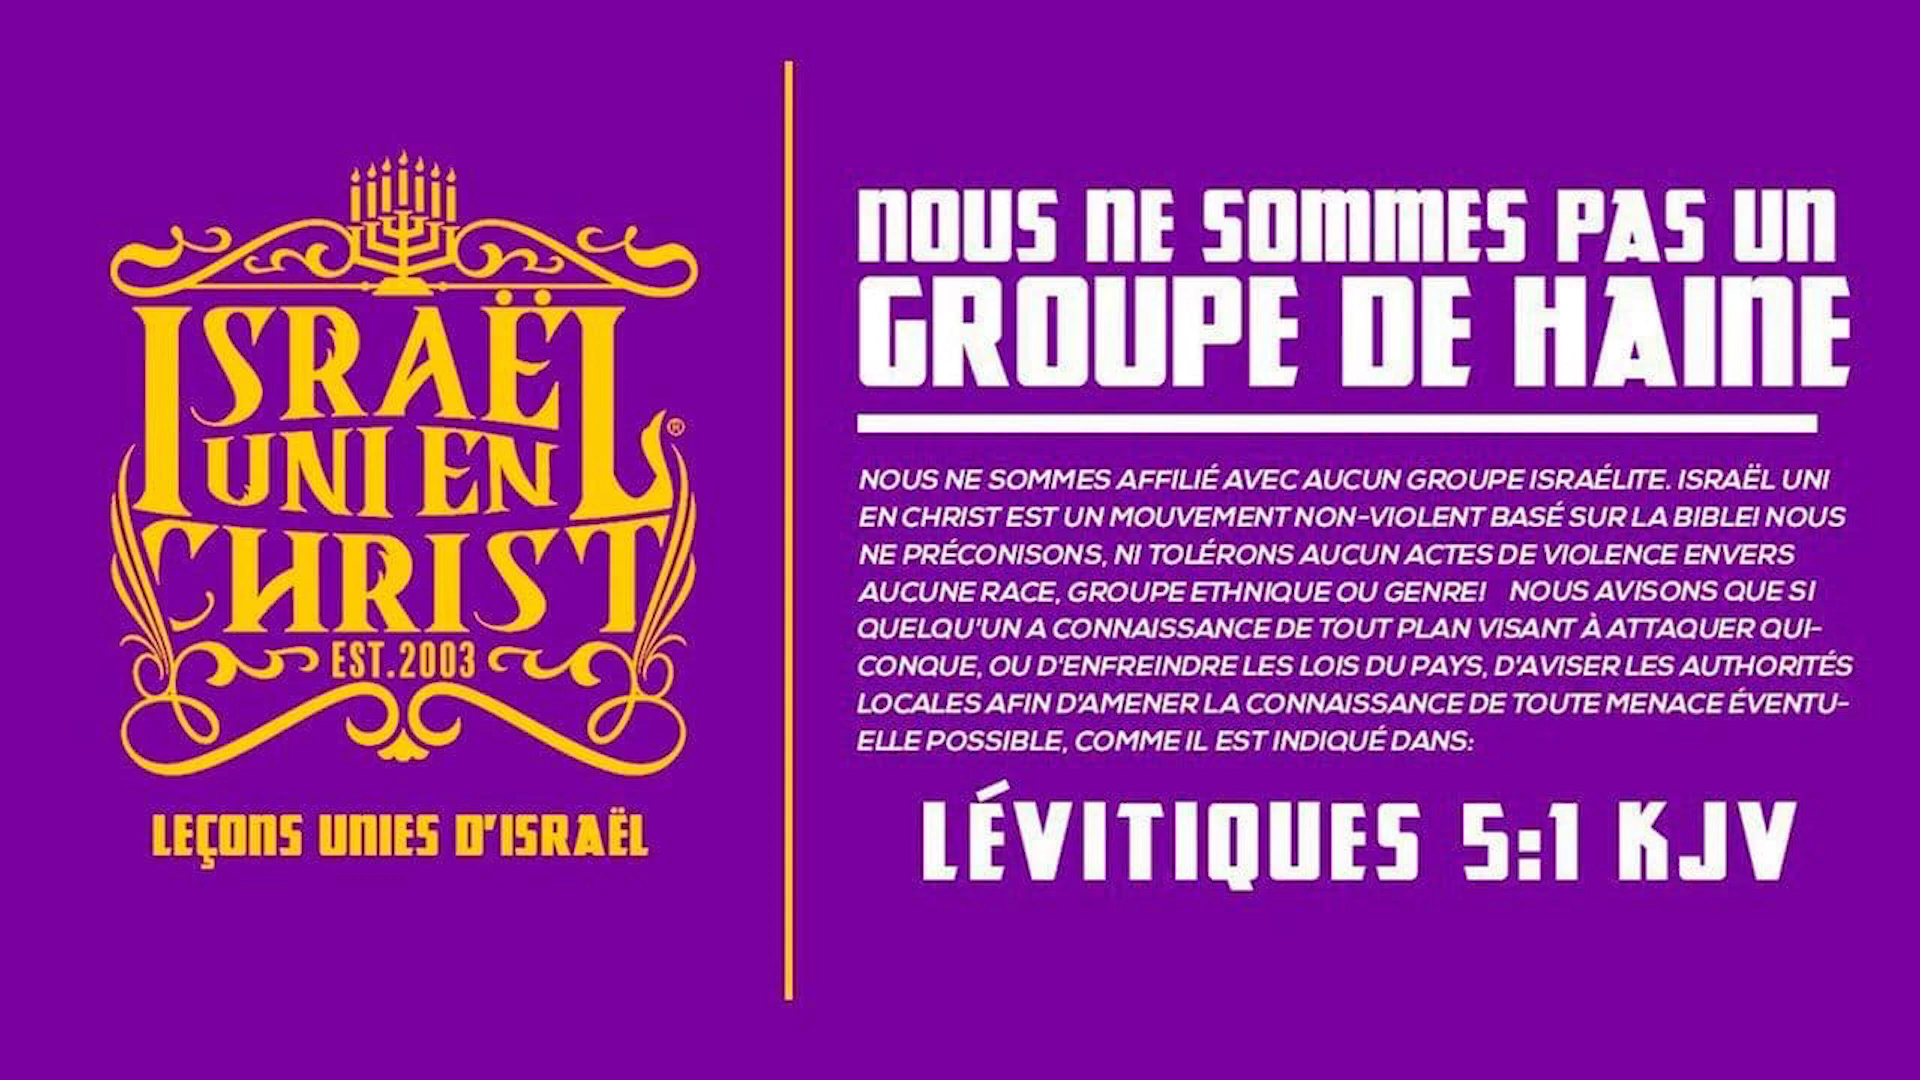 ISRAËL
UNI EN
CHRIST
®
EST.2003
LEÇONS UNIES D'ISRAËL
NOUS NE SOMMES PAS UN
GROUPE DE HAINE
NOUS NE SOMMES AFFILIÉ AVEC AUCUN GROUPE ISRAÉLITE. ISRAËL UNI
EN CHRIST EST UN MOUVEMENT NON-VIOLENT BASÉ SUR LA BIBLE! NOUS
NE PRÉCONISONS, NI TOLÉRONS AUCUN ACTES DE VIOLENCE ENVERS
AUCUNE RACE, GROUPE ETHNIQUE OU GENRE! NOUS AVISONS QUE SI
QUELQU'UN A CONNAISSANCE DE TOUT PLAN VISANT À ATTAQUER QUI-
CONQUE, OU D'ENFREINDRE LES LOIS DU PAYS, D'AVISER LES AUTHORITÉS
LOCALES AFIN D'AMENER LA CONNAISSANCE DE TOUTE MENACE ÉVENTU-
ELLE POSSIBLE, COMME IL EST INDIQUÉ DANS:
LÉVITIQUES 5:1 KJV